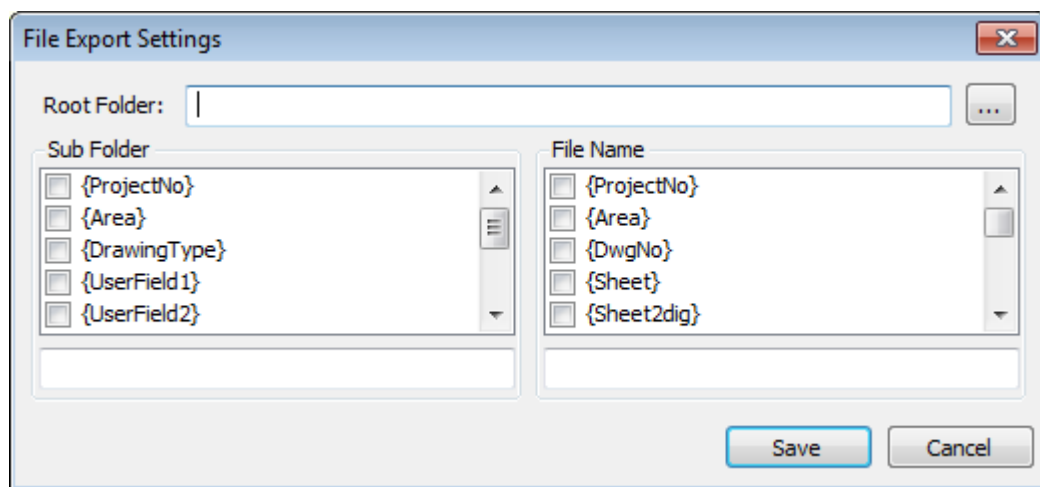 File Export Settings
Root Folder:
...
Sub Folder
{ProjectNo}
{Area}
{DrawingType}
{UserField1}
{UserField2}
File Name
{ProjectNo}
{Area}
{DwgNo}
{Sheet}
{Sheet2dig}
Save
Cancel